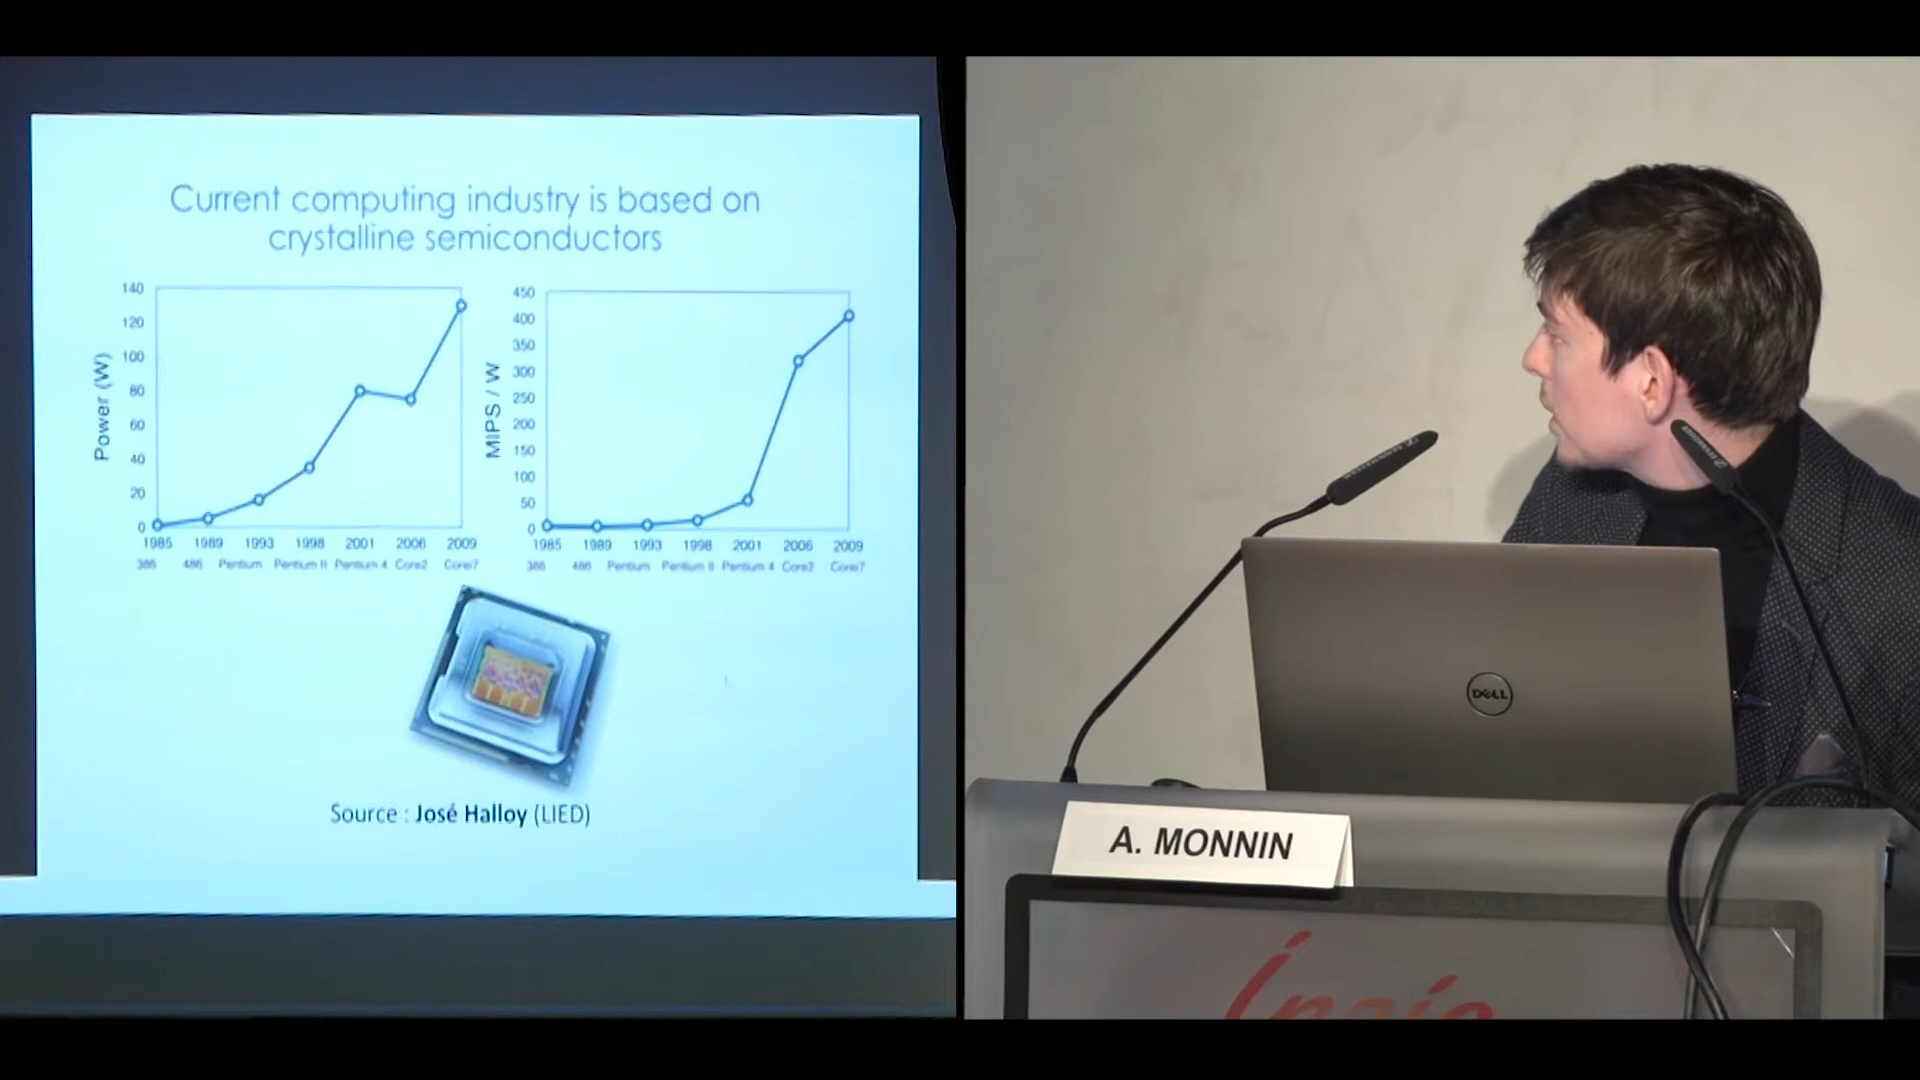 Current computing industry is based on
crystalline semiconductors
140
120
100
80
60
40
20
0
Power (W)
1985 1989 1993 1998 2001 2006 2009
386 486 Pentium Pentium II Pentium 4 Core2 Corei7
450
400
350
300
250
200
150
100
50
0
MIPS / W
1985 1989 1993 1998 2001 2006 2009
386 486 Pentium Pentium II Pentium 4 Core2 Corei7
Source : José Halloy (LIED)
DELL
A. MONNIN
Inria